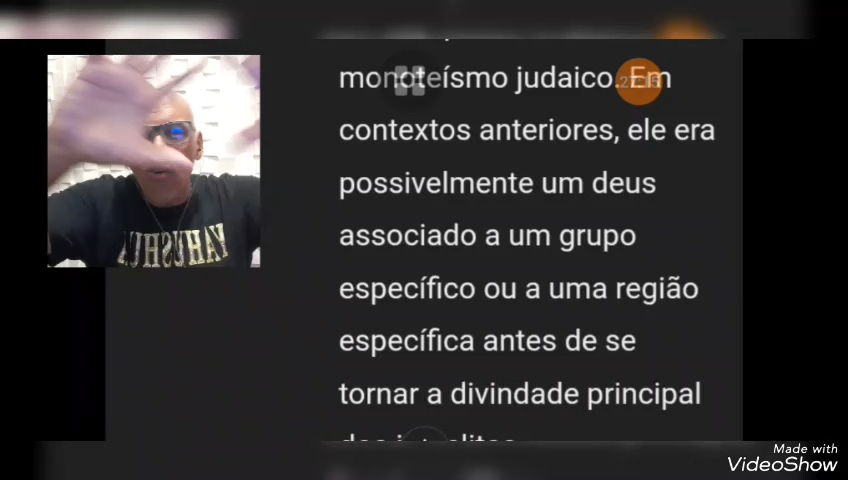 monoteísmo judaico. Em
contextos anteriores, ele era
possivelmente um deus
associado a um grupo
específico ou a uma região
específica antes de se
tornar a divindade principal
YAHUSHUA
Made with
VideoShow